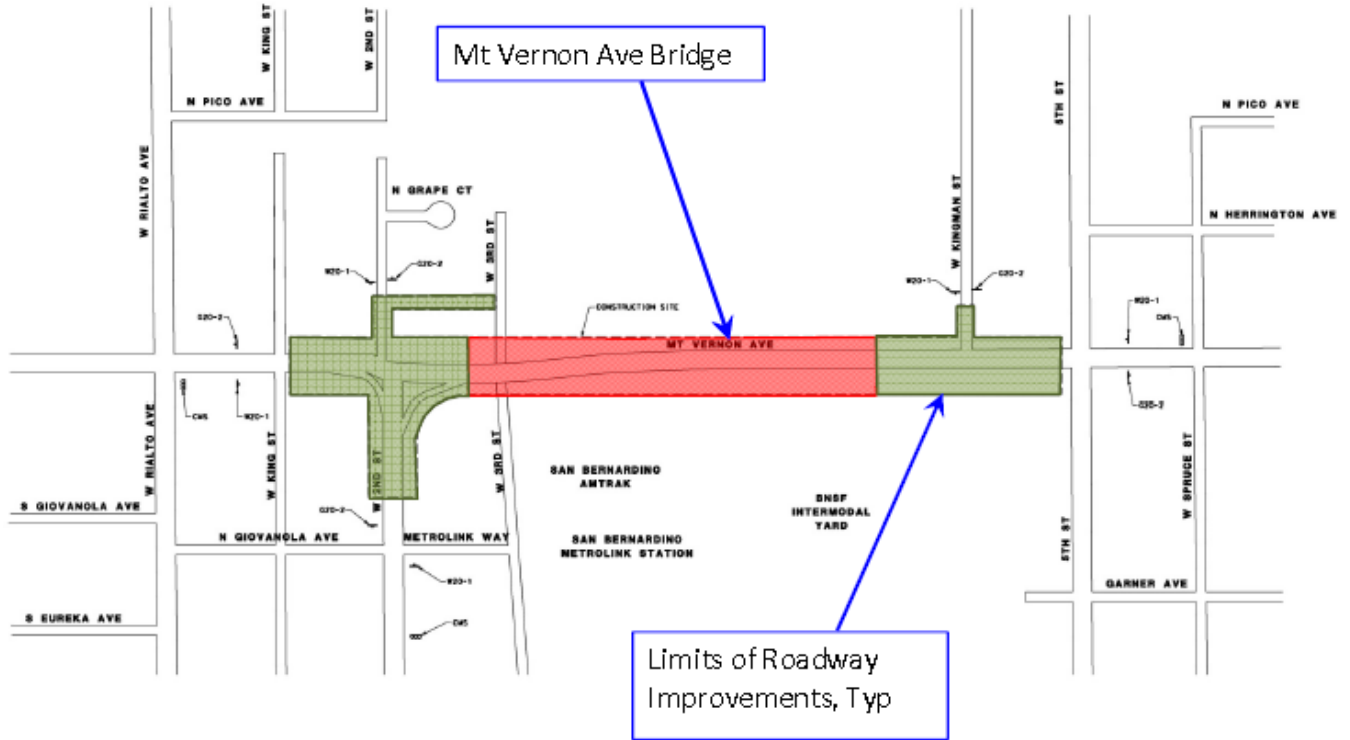 W KING ST
W 2ND ST
Mt Vernon Ave Bridge
N PICO AVE
5TH ST
N PICO AVE
W RIALTO AVE
N GRAPE CT
W 3RD ST
W KINGMAN ST
N HERRINGTON AVE
W20-1
G20-2
W20-1
G20-2
G20-2
CONSTRUCTION SITE
W20-1
CMS
MT VERNON AVE
CMS
W20-1
G20-2
W RIALTO AVE
W KING ST
W 2ND ST
W 3RD ST
SAN BERNARDINO
AMTRAK
BNSF
INTERMODAL
YARD
W SPRUCE ST
S GIOVANOLA AVE
G20-2
N GIOVANOLA AVE
METROLINK WAY
SAN BERNARDINO
METROLINK STATION
5TH ST
W20-1
GARNER AVE
S EUREKA AVE
CMS
Limits of Roadway
Improvements, Typ